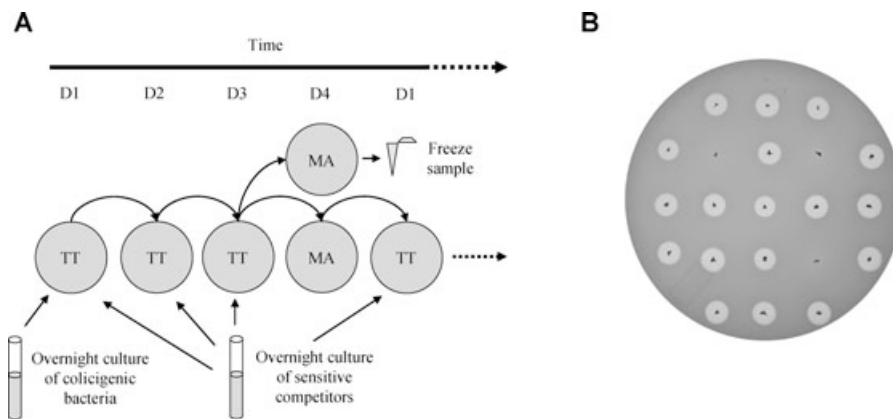 A
B
Time
D1 D2 D3 D4 D1
MA
Freeze
sample
TT TT TT MA TT
Overnight culture
of colicigenic
bacteria
Overnight culture
of sensitive
competitors